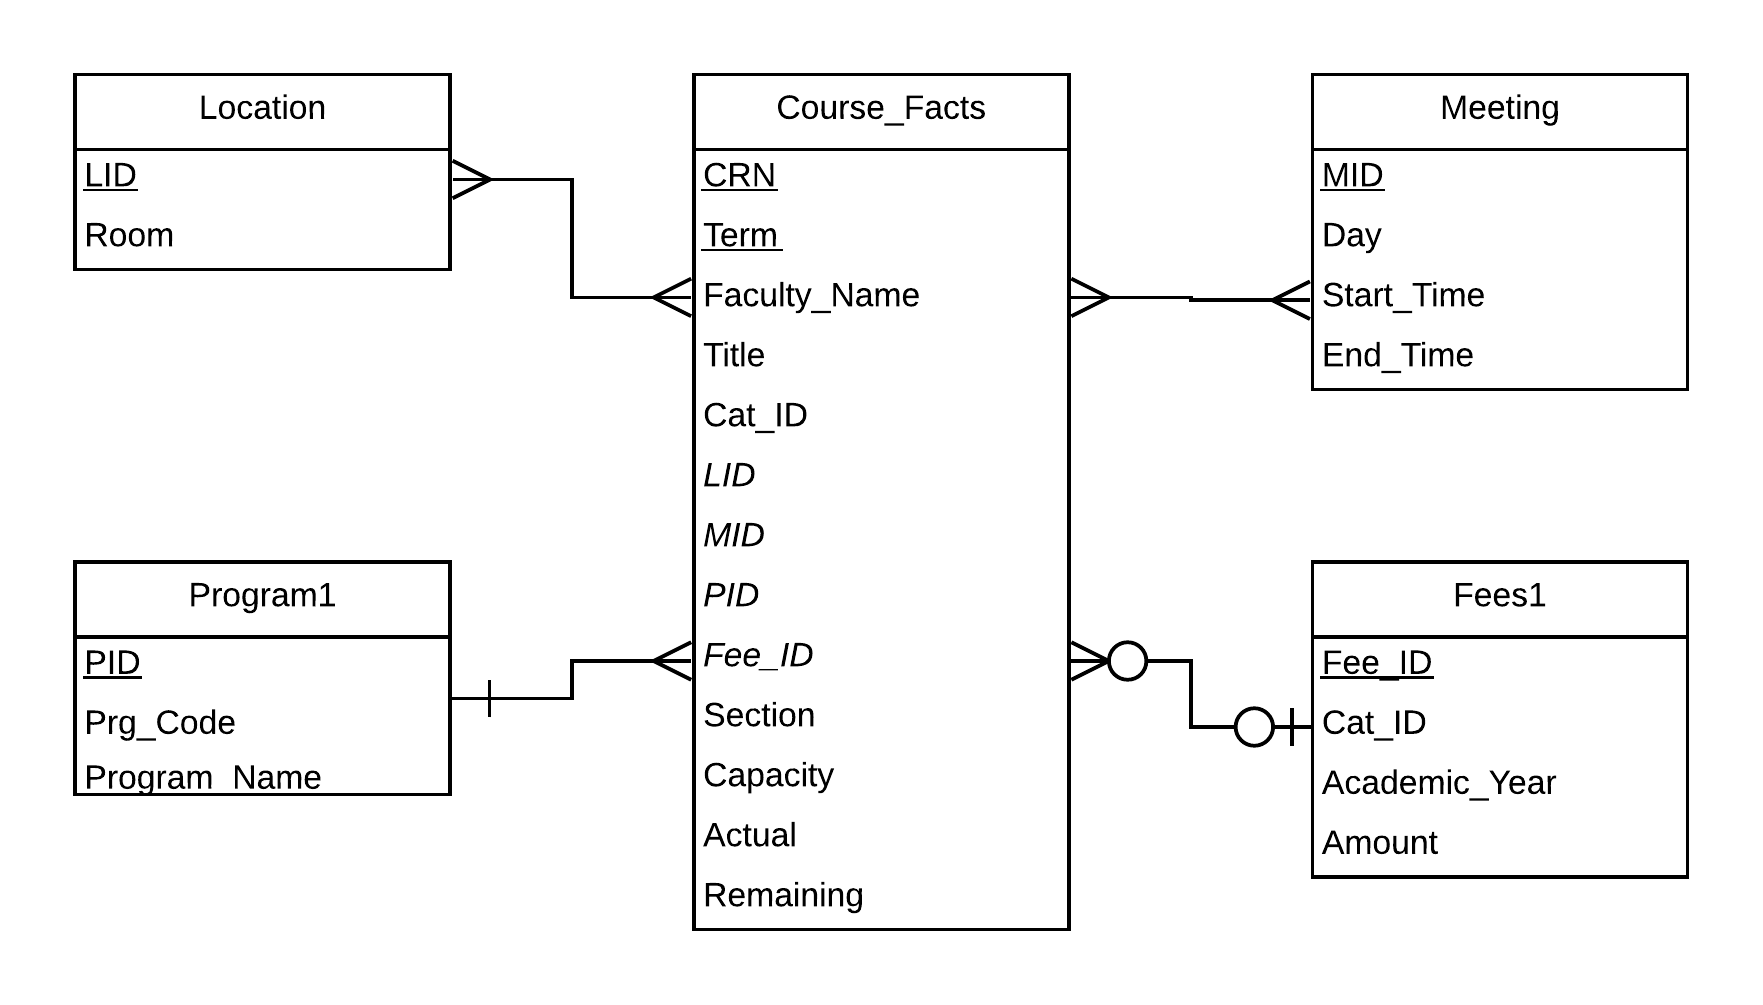 Location
LID
Room
Course_Facts
CRN
Term
Faculty_Name
Title
Cat_ID
LID
MID
PID
Fee_ID
Section
Capacity
Actual
Remaining
Meeting
MID
Day
Start_Time
End_Time
Program1
PID
Prg_Code
Program_Name
Fees1
Fee_ID
Cat_ID
Academic_Year
Amount